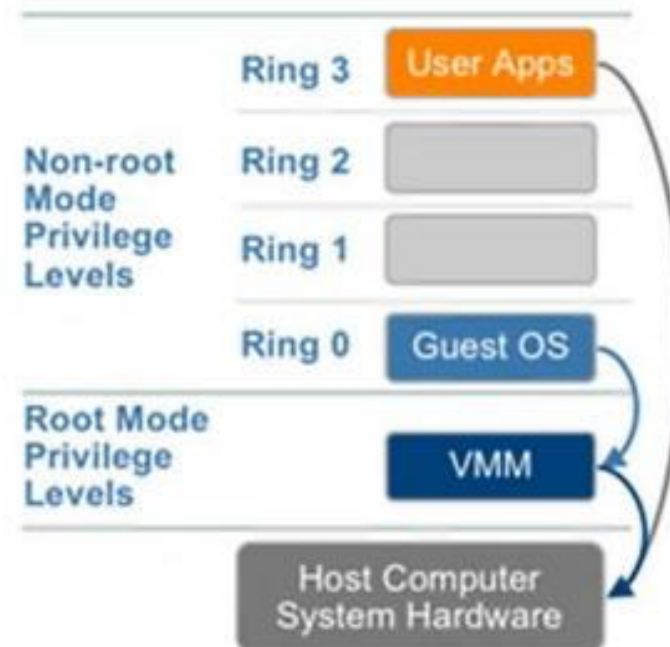 Ring 3
User Apps
Non-root
Mode
Privilege
Levels
Ring 2
Ring 1
Ring 0
Guest OS
Root Mode
Privilege
Levels
VMM
Host Computer
System Hardware